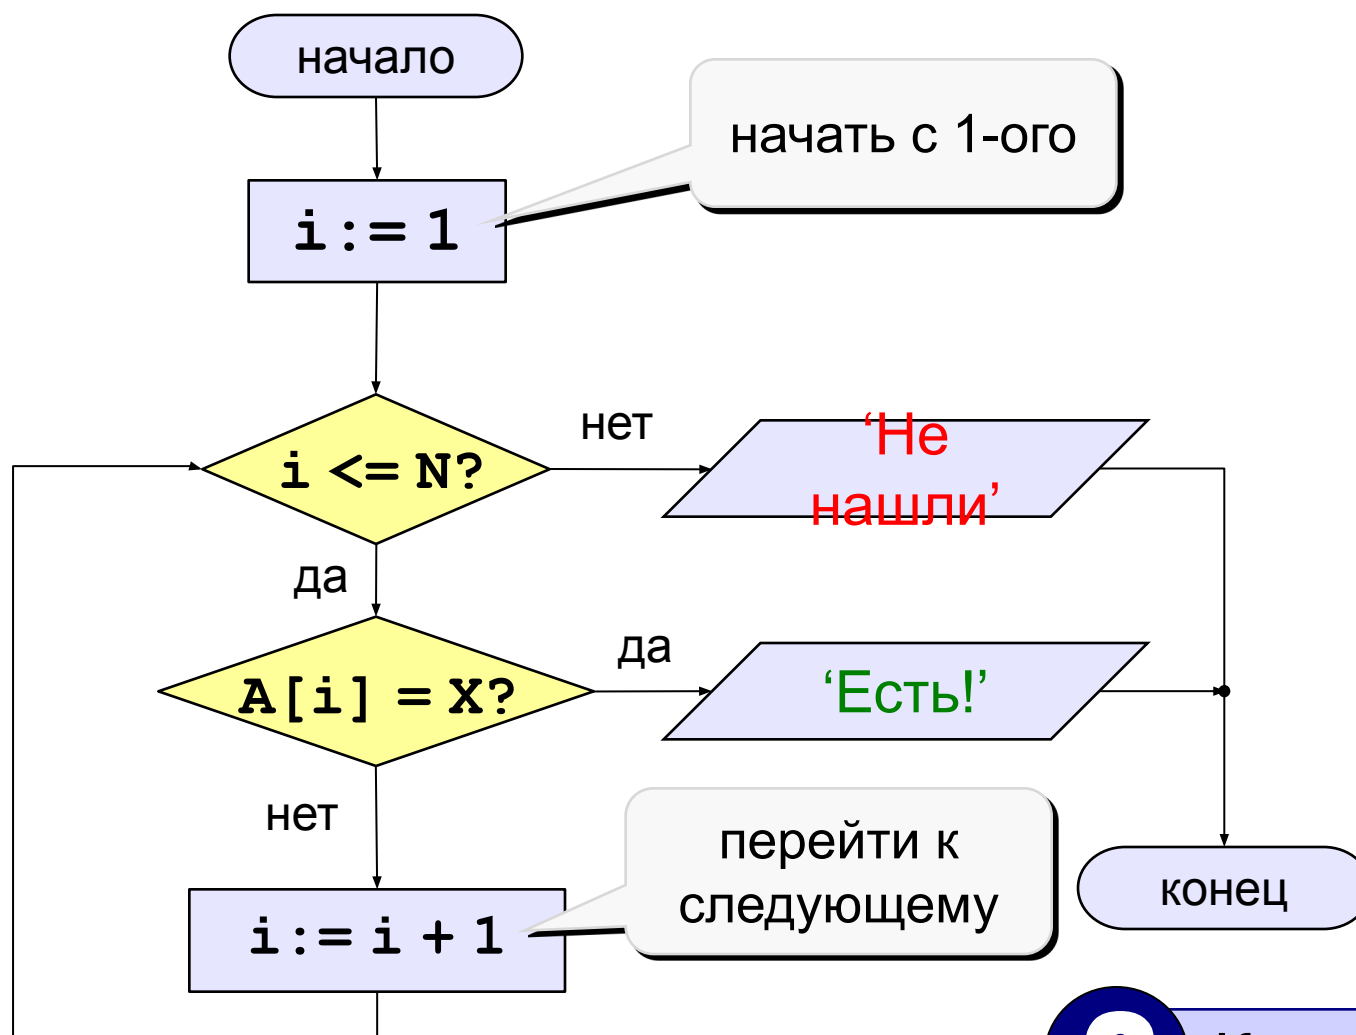 начало
начать с 1-ого
i:= 1
i <= N?
нет
‘Не
нашли’
да
A[i] = X?
да
‘Есть!’
нет
перейти к
следующему
i:= i + 1
конец